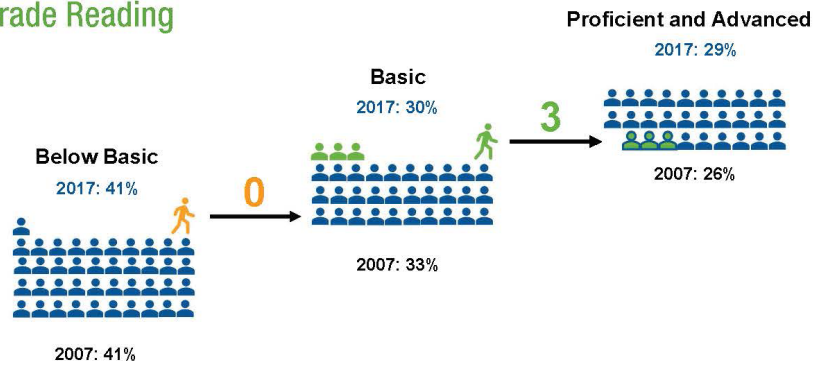 Reading
Proficient and Advanced
2017: 29%
Basic
2017: 30%
3
Below Basic
2017: 41%
0
2007: 26%
2007: 33%
2007: 41%